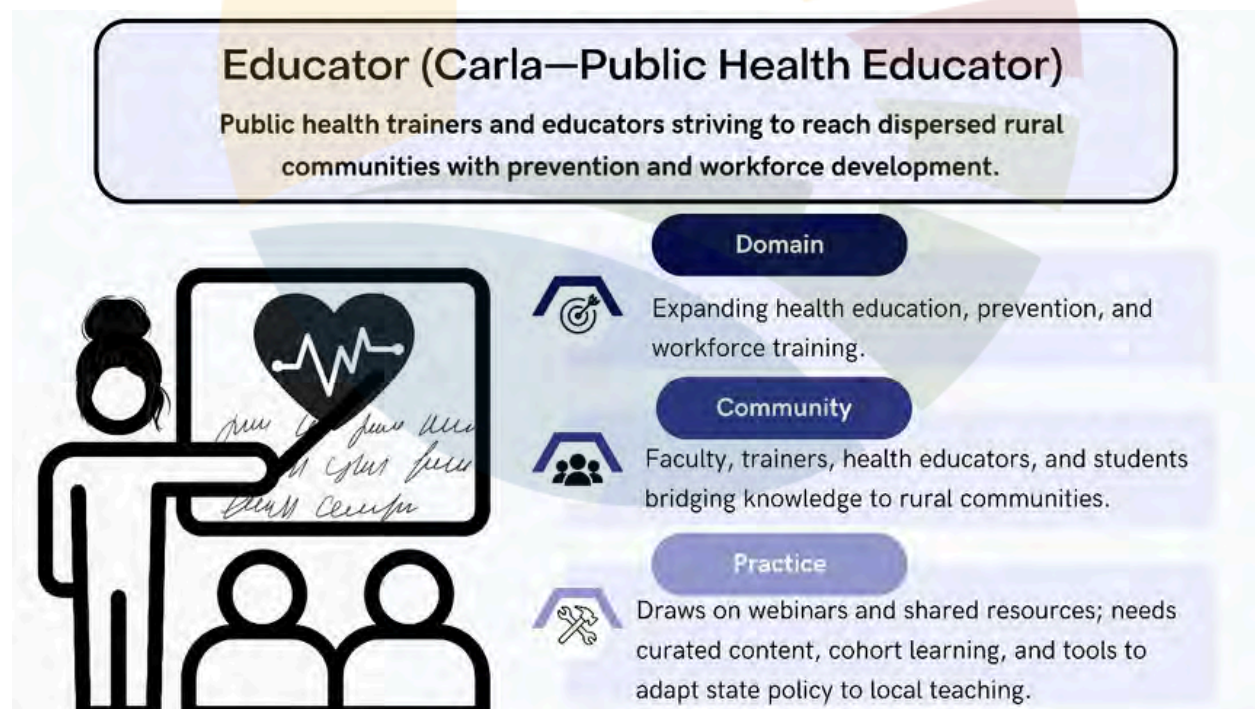 Educator (Carla—Public Health Educator)
Public health trainers and educators striving to reach dispersed rural
communities with prevention and workforce development.
Domain
Expanding health education, prevention, and
workforce training.
Community
Faculty, trainers, health educators, and students
bridging knowledge to rural communities.
Practice
Draws on webinars and shared resources; needs
curated content, cohort learning, and tools to
adapt state policy to local teaching.